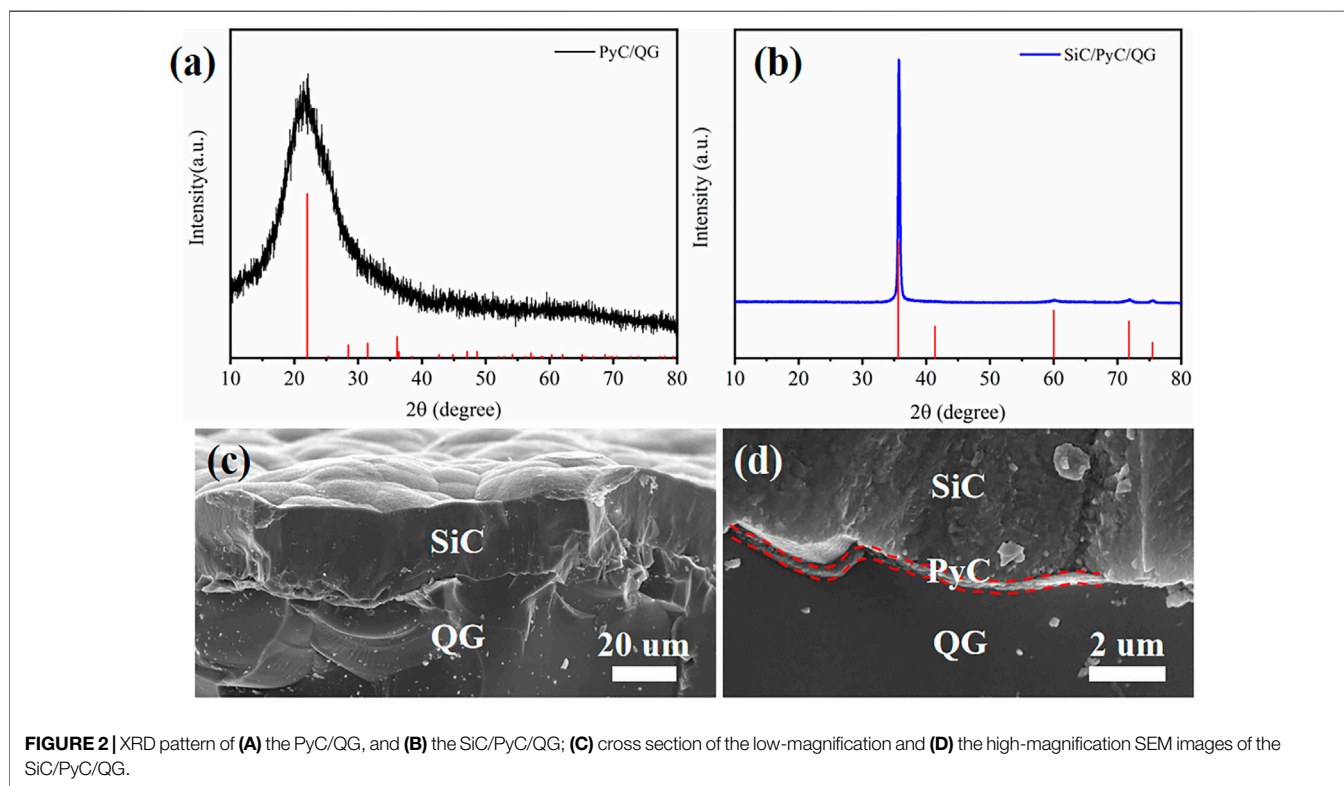 (a)
PyC/QG
Intensity(a.u.)
10 20 30 40 50 60 70 80
2θ (degree)
(b)
SiC/PyC/QG
Intensity (a.u.)
10 20 30 40 50 60 70 80
2θ (degree)
(c)
SiC
QG
20 um
(d)
SiC
PyC
QG
2 um
FIGURE 2 | XRD pattern of (A) the PyC/QG, and (B) the SiC/PyC/QG; (C) cross section of the low-magnification and (D) the high-magnification SEM images of the
SiC/PyC/QG.